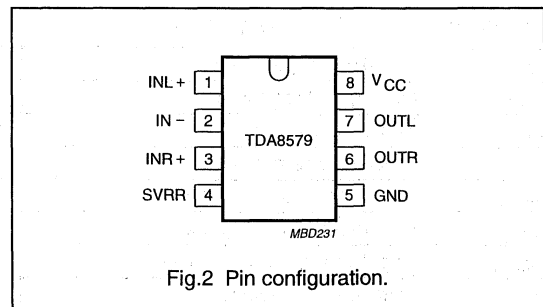 INL + 1 8 VCC
IN − 2 7 OUTL
TDA8579
INR + 3 6 OUTR
SVRR 4 5 GND
MBD231
Fig.2 Pin configuration.